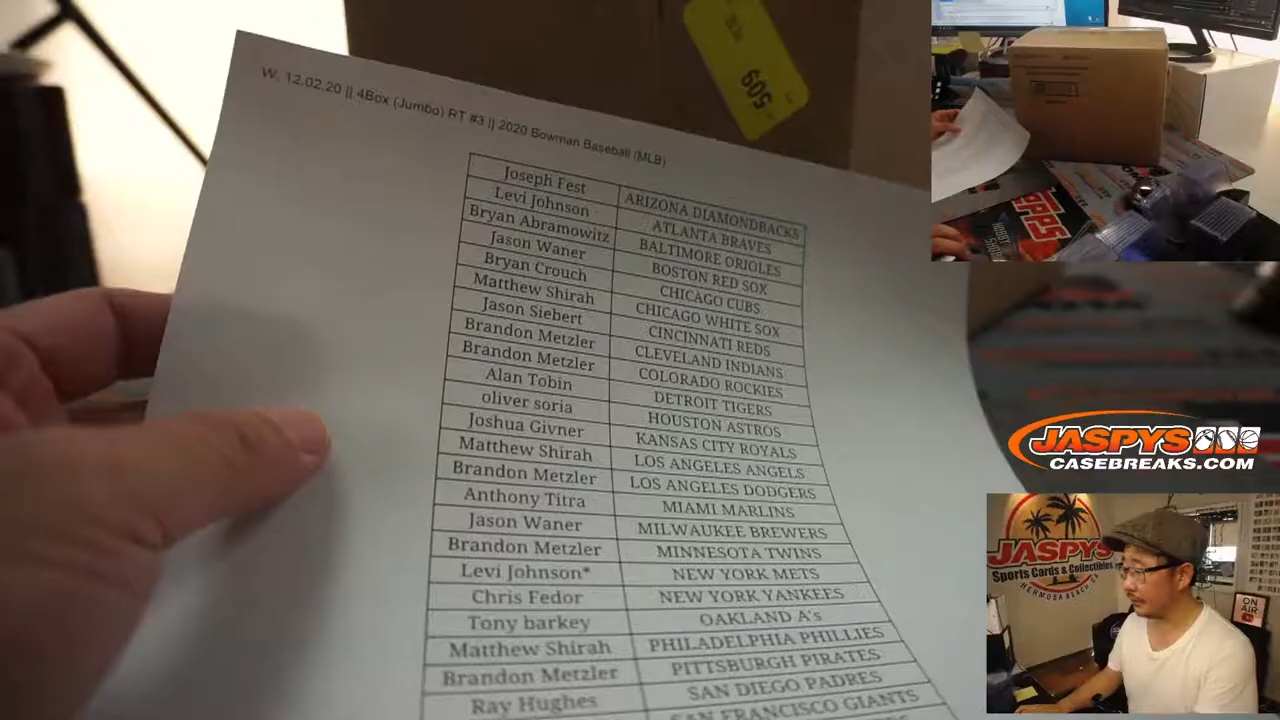 W, 12.02.20 || 4Box (Jumbo) RT #3 || 2020 Bowman Baseball (MLB)
Joseph Fest ARIZONA DIAMONDBACKS
Levi Johnson ATLANTA BRAVES
Bryan Abramowitz BALTIMORE ORIOLES
Jason Waner BOSTON RED SOX
Bryan Crouch CHICAGO CUBS
Matthew Shirah CHICAGO WHITE SOX
Jason Siebert CINCINNATI REDS
Brandon Metzler CLEVELAND INDIANS
Brandon Metzler COLORADO ROCKIES
Alan Tobin DETROIT TIGERS
oliver soria HOUSTON ASTROS
Joshua Givner KANSAS CITY ROYALS
Matthew Shirah LOS ANGELES ANGELS
Brandon Metzler LOS ANGELES DODGERS
Anthony Titra MIAMI MARLINS
Jason Waner MILWAUKEE BREWERS
Brandon Metzler MINNESOTA TWINS
Levi Johnson* NEW YORK METS
Chris Fedor NEW YORK YANKEES
Tony barkey OAKLAND A's
Matthew Shirah PHILADELPHIA PHILLIES
Brandon Metzler PITTSBURGH PIRATES
Ray Hughes SAN DIEGO PADRES
SAN FRANCISCO GIANTS
509
TOPPS
JASPYS
CASEBREAKS.COM
JASPYS
Sports Cards & Collectibles
HERMOSA BEACH CA
ON
AIR